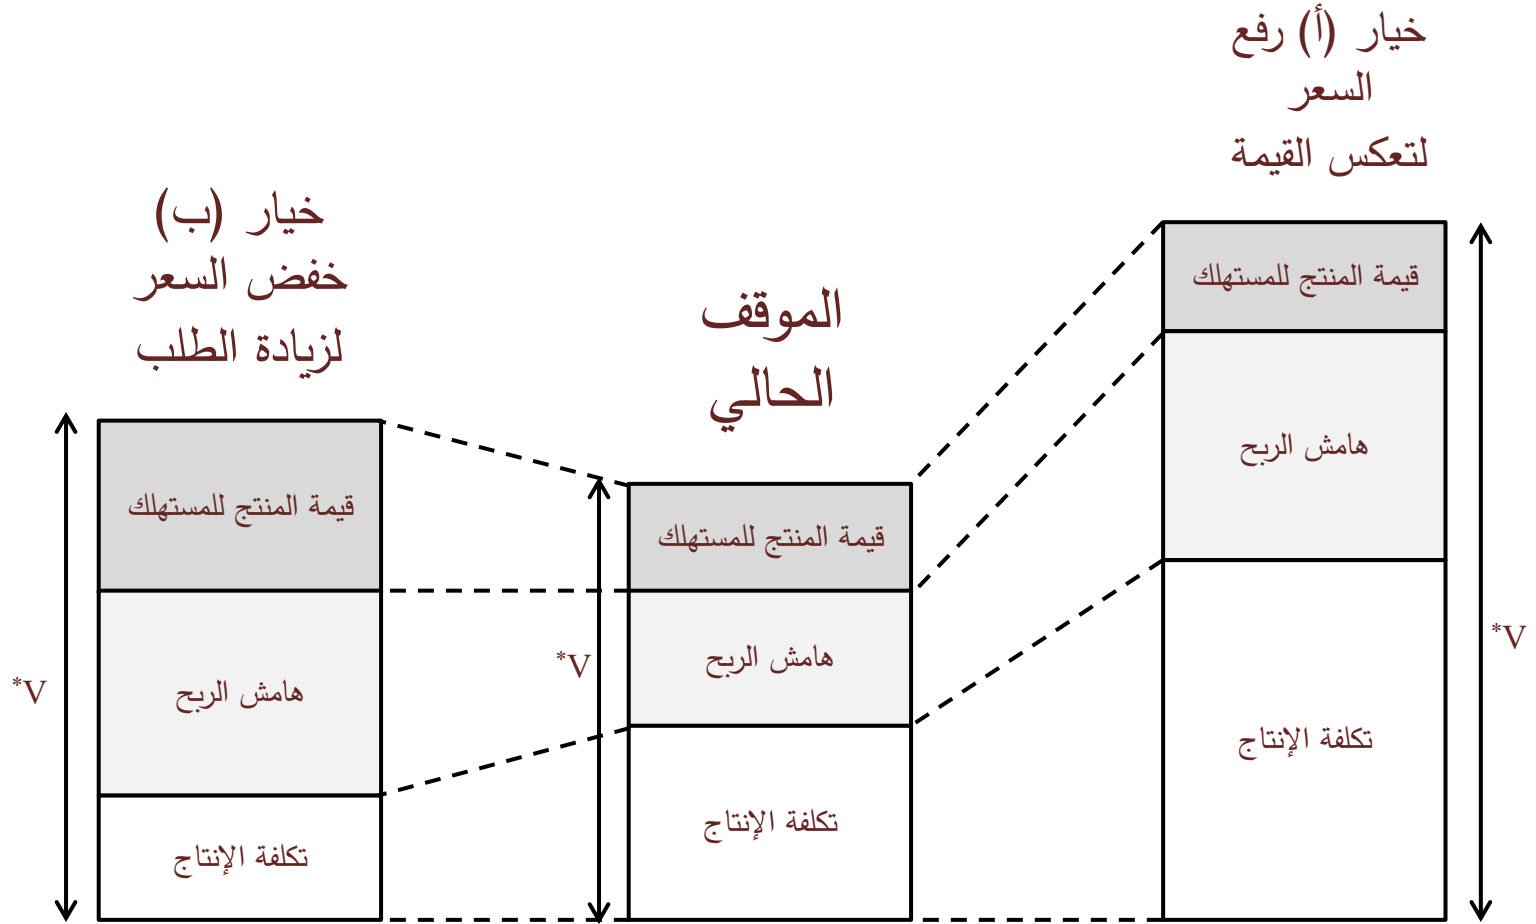 خيار (أ) رفع
السعر
لتعكس القيمة
قيمة المنتج للمستهلك
هامش الربح
تكلفة الإنتاج
*V
الموقف
الحالي
قيمة المنتج للمستهلك
هامش الربح
تكلفة الإنتاج
*V
خيار (ب)
خفض السعر
لزيادة الطلب
قيمة المنتج للمستهلك
هامش الربح
تكلفة الإنتاج
*V